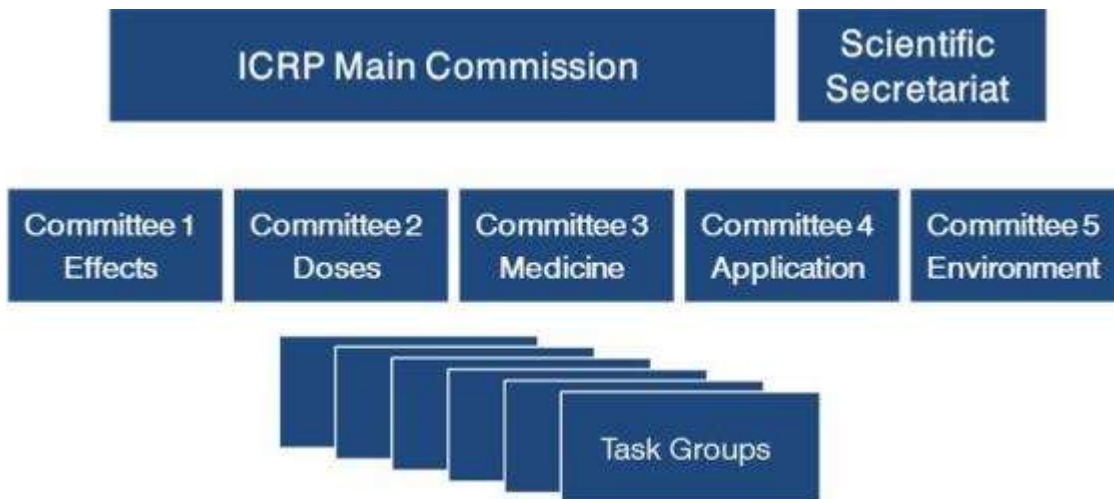 ICRP Main Commission
Scientific
Secretariat
Committee 1
Effects
Committee 2
Doses
Committee 3
Medicine
Committee 4
Application
Committee 5
Environment
Task Groups